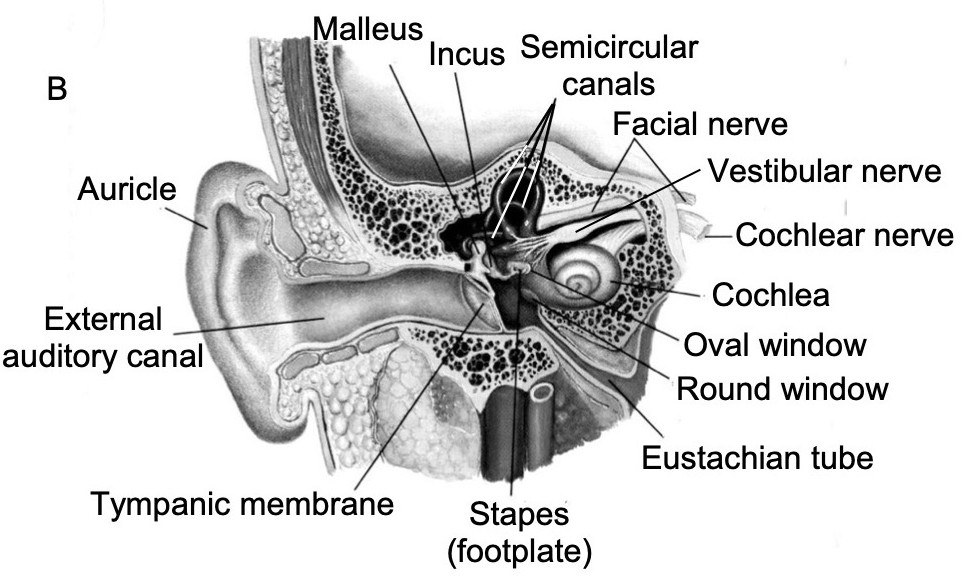 Malleus
Incus
Semicircular
canals
B
Facial nerve
Vestibular nerve
Auricle
Cochlear nerve
Cochlea
External
auditory canal
Oval window
Round window
Eustachian tube
Tympanic membrane
Stapes
(footplate)